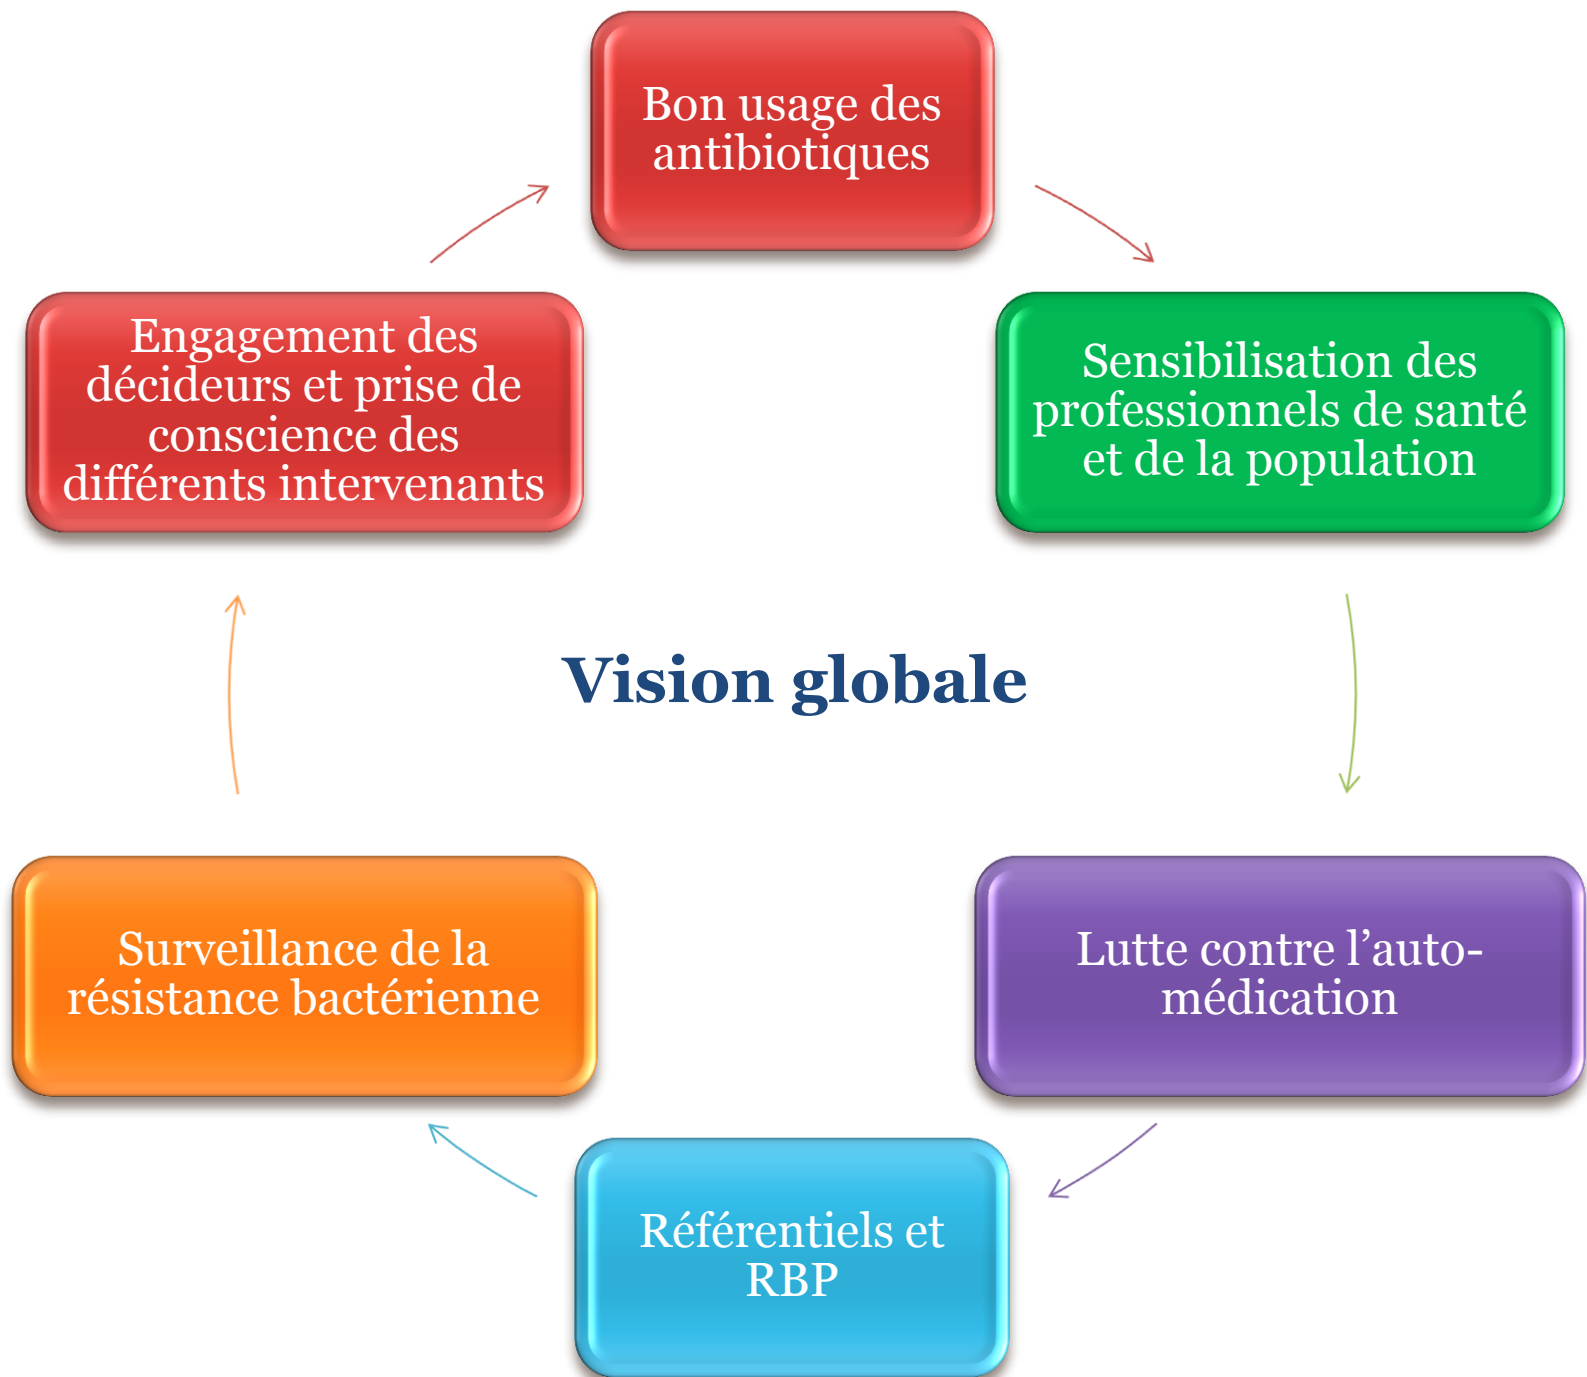 Bon usage des
antibiotiques
Engagement des
décideurs et prise de
conscience des
différents intervenants
Sensibilisation des
professionnels de santé
et de la population
Vision globale
Surveillance de la
résistance bactérienne
Lutte contre l’auto-
médication
Référentiels et
RBP